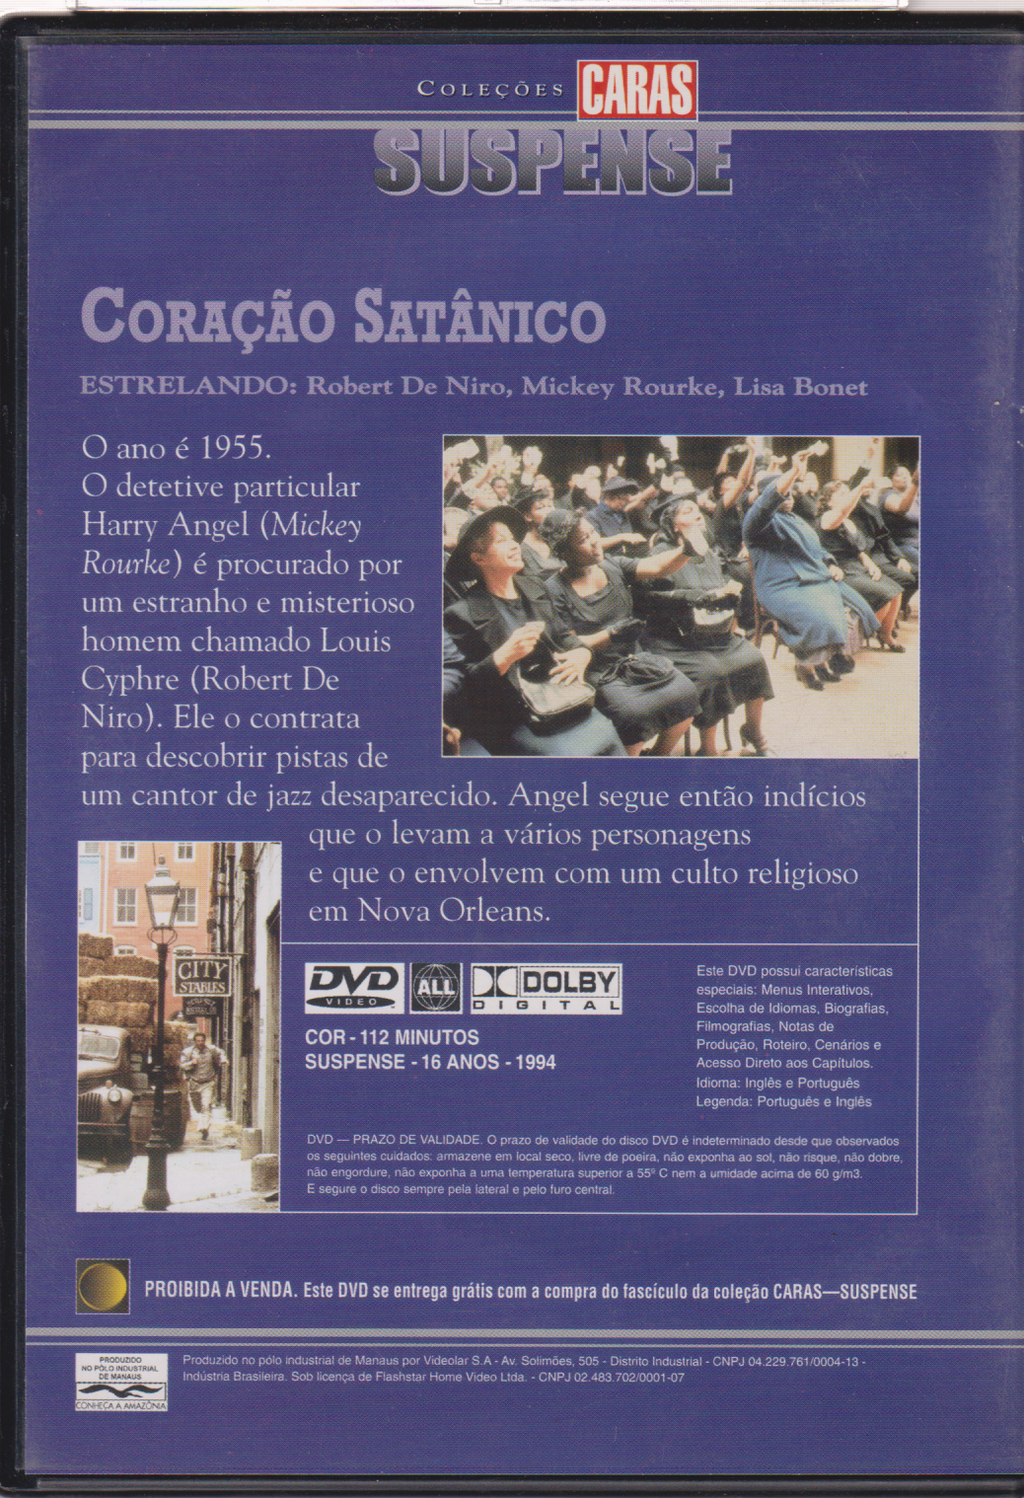 COLEÇÕES CARAS
SUSPENSE
CORAÇÃO SATÂNICO
ESTRELANDO: Robert De Niro, Mickey Rourke, Lisa Bonet
O ano é 1955.
O detetive particular
Harry Angel (Mickey
Rourke) é procurado por
um estranho e misterioso
homem chamado Louis
Cyphre (Robert De
Niro). Ele o contrata
para descobrir pistas de
um cantor de jazz desaparecido. Angel segue então indícios
que o levam a vários personagens
e que o envolvem com um culto religioso
em Nova Orleans.
CITY
STABLES
DVD
VIDEO
ALL
DOLBY
DIGITAL
COR - 112 MINUTOS
SUSPENSE - 16 ANOS - 1994
Este DVD possui características
especiais: Menus Interativos,
Escolha de Idiomas, Biografias,
Filmografias, Notas de
Produção, Roteiro, Cenários e
Acesso Direto aos Capítulos.
Idioma: Inglês e Português
Legenda: Português e Inglês
DVD — PRAZO DE VALIDADE. O prazo de validade do disco DVD é indeterminado desde que observados
os seguintes cuidados: armazene em local seco, livre de poeira, não exponha ao sol, não risque, não dobre,
não engordure, não exponha a uma temperatura superior a 55º C nem a umidade acima de 60 g/m3.
E segure o disco sempre pela lateral e pelo furo central.
PROIBIDA A VENDA. Este DVD se entrega grátis com a compra do fascículo da coleção CARAS—SUSPENSE
PRODUZIDO
NO PÓLO INDUSTRIAL
DE MANAUS
CONHEÇA A AMAZÔNIA
Produzido no pólo industrial de Manaus por Videolar S.A - Av. Solimões, 505 - Distrito Industrial - CNPJ 04.229.761/0004-13 -
Indústria Brasileira. Sob licença de Flashstar Home Video Ltda. - CNPJ 02.483.702/0001-07